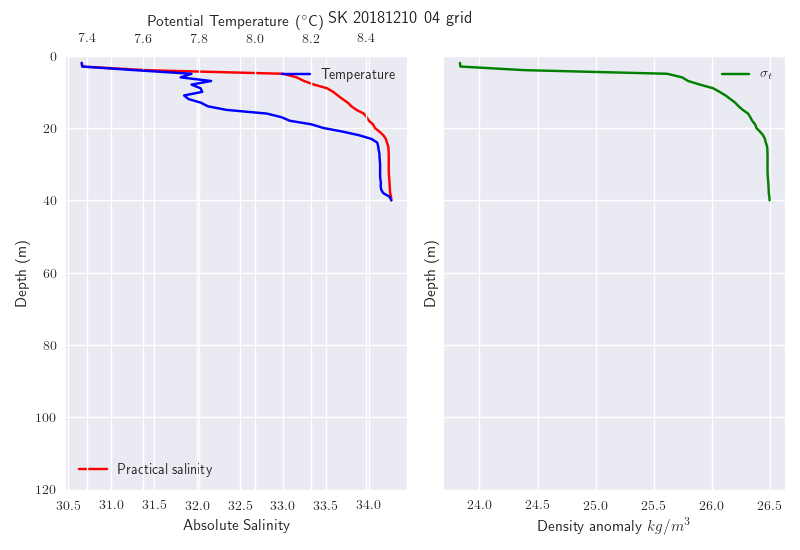 SK 20181210 04 grid
Potential Temperature (°C)
7.4 7.6 7.8 8.0 8.2 8.4
Temperature
σt
0
20
40
60
80
100
120
Depth (m)
Depth (m)
Practical salinity
30.5 31.0 31.5 32.0 32.5 33.0 33.5 34.0
24.0 24.5 25.0 25.5 26.0 26.5
Absolute Salinity
Density anomaly kg/m³